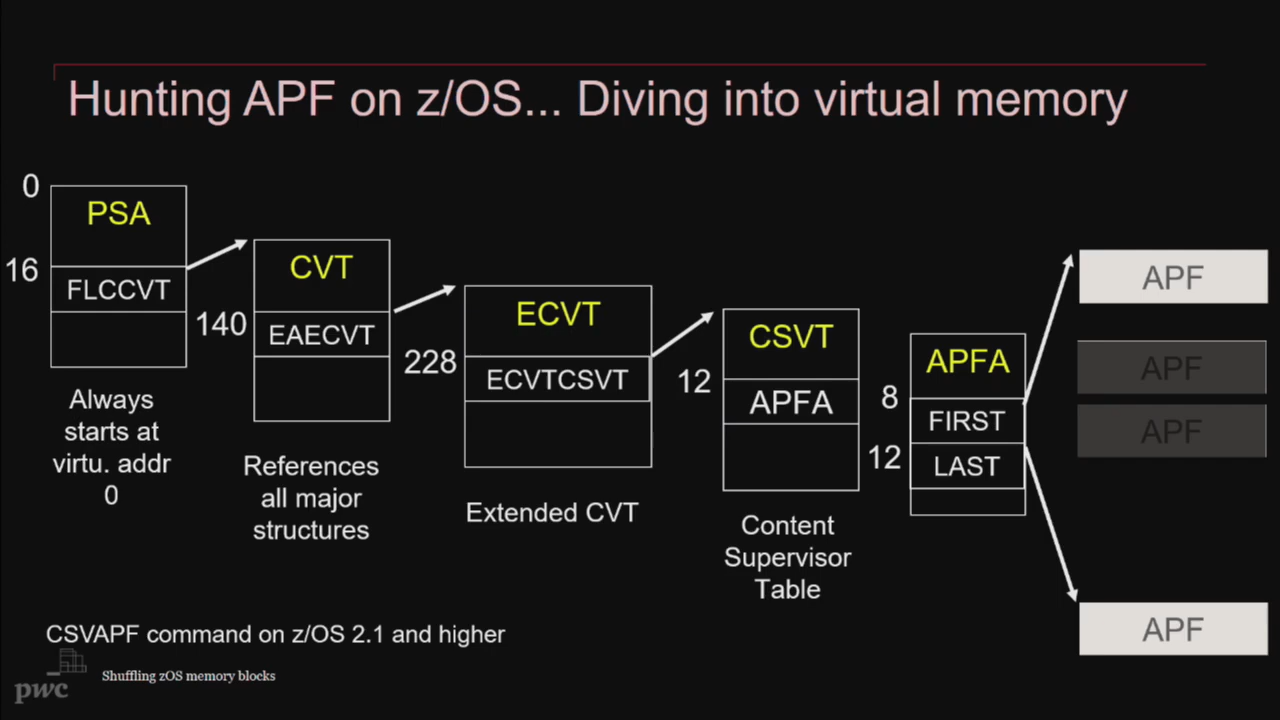 Hunting APF on z/OS... Diving into virtual memory
0
PSA
16
FLCCVT
Always
starts at
virtu. addr
0
CVT
140
EAECVT
References
all major
structures
ECVT
228
ECVTCSVT
Extended CVT
CSVT
12
APFA
Content
Supervisor
Table
APFA
8
FIRST
12
LAST
APF
APF
APF
APF
CSVAPF command on z/OS 2.1 and higher
pwc
Shuffling zOS memory blocks